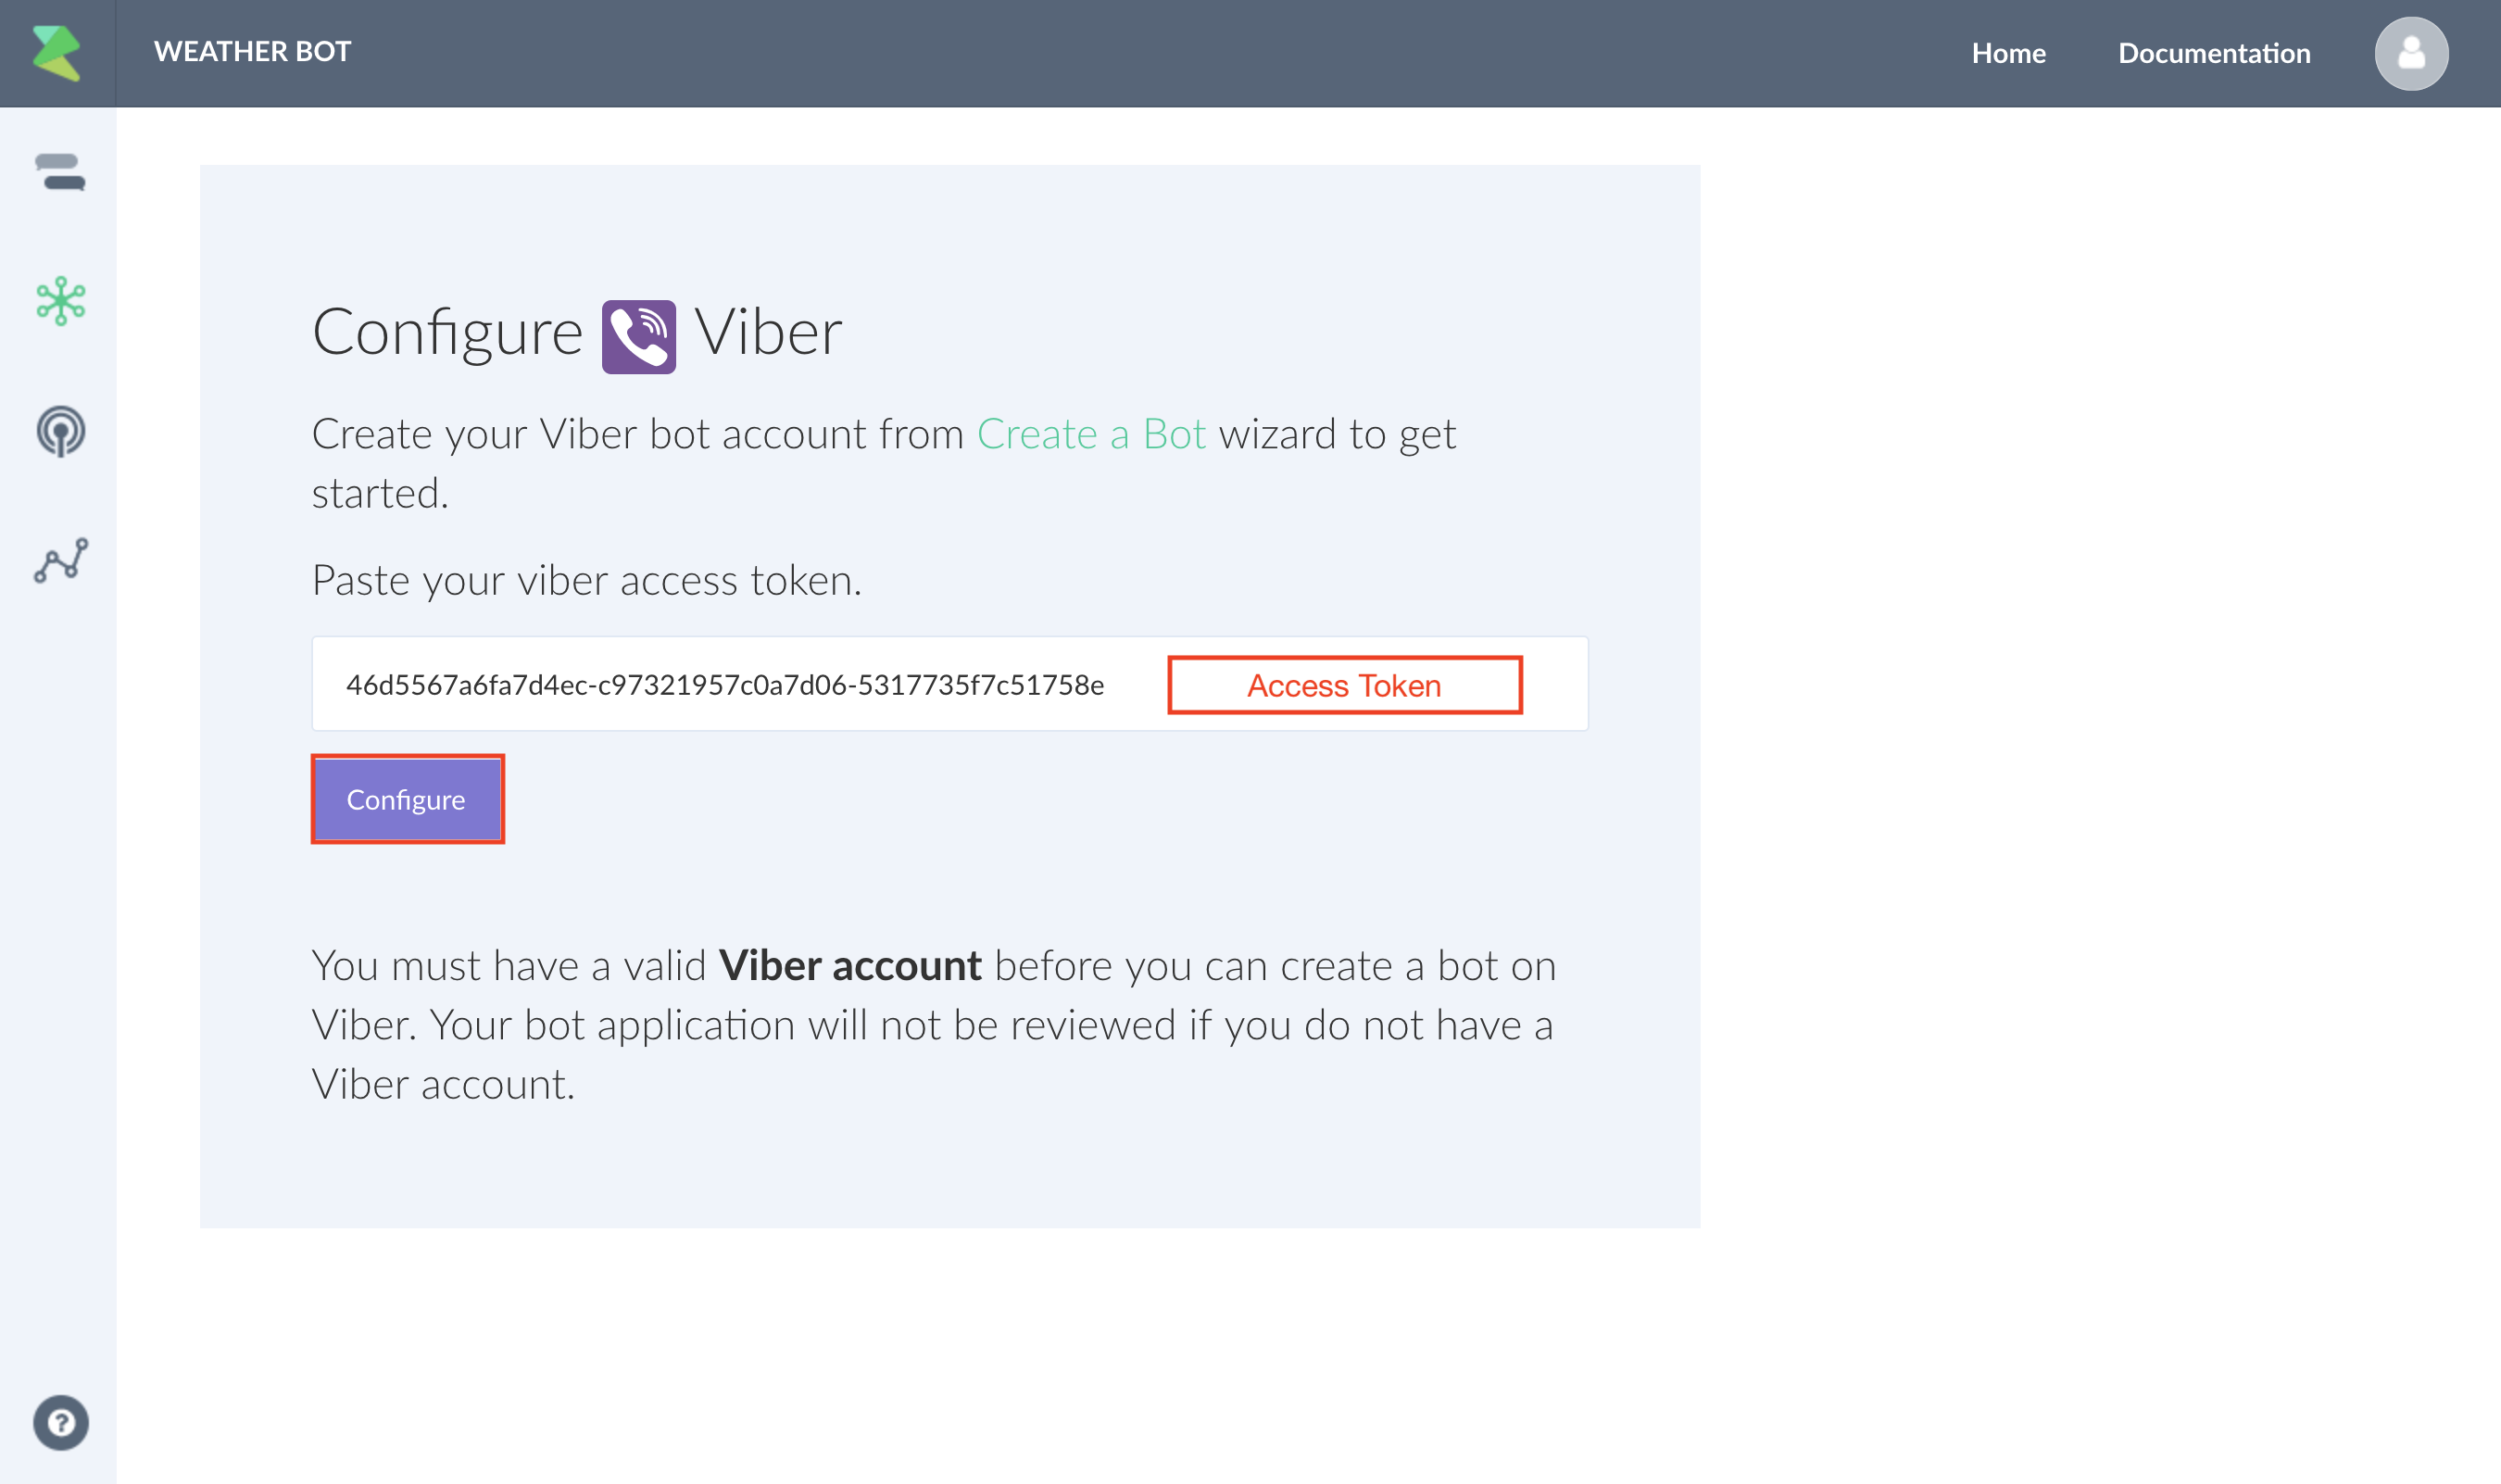 WEATHER BOT
Home
Documentation
Configure Viber
Create your Viber bot account from Create a Bot wizard to get
started.
Paste your viber access token.
46d5567a6fa7d4ec-c97321957c0a7d06-5317735f7c51758e
Access Token
Configure
You must have a valid Viber account before you can create a bot on
Viber. Your bot application will not be reviewed if you do not have a
Viber account.
?